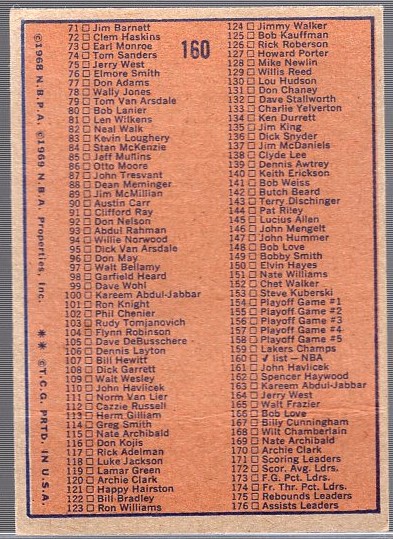 71 Jim Barnett
72 Clem Haskins
73 Earl Monroe
74 Tom Sanders
75 Jerry West
76 Elmore Smith
77 Don Adams
78 Wally Jones
79 Tom Van Arsdale
80 Bob Lanier
81 Len Wilkens
82 Neal Walk
83 Kevin Loughery
84 Stan McKenzie
85 Jeff Mullins
86 Otto Moore
87 John Tresvant
88 Dean Meminger
89 Jim McMillian
90 Austin Carr
91 Clifford Ray
92 Don Nelson
93 Abdul Rahman
94 Willie Norwood
95 Dick Van Arsdale
96 Don May
97 Walt Bellamy
98 Garfield Heard
99 Dave Wohl
100 Kareem Abdul-Jabbar
101 Ron Knight
102 Phil Chenier
103 Rudy Tomjanovich
104 Flynn Robinson
105 Dave DeBusschere
106 Dennis Layton
107 Bill Hewitt
108 Dick Garrett
109 Walt Wesley
110 John Havlicek
111 Norm Van Lier
112 Cazzie Russell
113 Herm Gilliam
114 Greg Smith
115 Nate Archibald
116 Don Kojis
117 Rick Adelman
118 Luke Jackson
119 Lamar Green
120 Archie Clark
121 Happy Hairston
122 Bill Bradley
123 Ron Williams
160
124 Jimmy Walker
125 Bob Kauffman
126 Rick Roberson
127 Howard Porter
128 Mike Newlin
129 Willis Reed
130 Lou Hudson
131 Don Chaney
132 Dave Stallworth
133 Charlie Yelverton
134 Ken Durrett
135 Jim King
136 Dick Snyder
137 Jim McDaniels
138 Clyde Lee
139 Dennis Awtrey
140 Keith Erickson
141 Bob Weiss
142 Butch Beard
143 Terry Dischinger
144 Pat Riley
145 Lucius Allen
146 John Mengelt
147 John Hummer
148 Bob Love
149 Bobby Smith
150 Elvin Hayes
151 Nate Williams
152 Chet Walker
153 Steve Kuberski
154 Playoff Game #1
155 Playoff Game #2
156 Playoff Game #3
157 Playoff Game #4
158 Playoff Game #5
159 Lakers Champs
160 ✓ list — NBA
161 John Havlicek
162 Spencer Haywood
163 Kareem Abdul-Jabbar
164 Jerry West
165 Walt Frazier
166 Bob Love
167 Billy Cunningham
168 Wilt Chamberlain
169 Nate Archibald
170 Archie Clark
171 Scoring Leaders
172 Scor. Avg. Ldrs.
173 F.G. Pct. Ldrs.
174 Fr. Thr. Pct. Ldrs.
175 Rebounds Leaders
176 Assists Leaders
©1968 N.B.P.A. ©1969 N.B.A. Properties, Inc. ** ©T.C.G. PRTD. IN U.S.A.